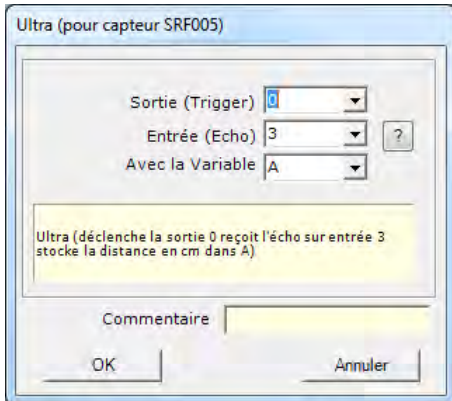 Ultra (pour capteur SRF005)
Sortie (Trigger) 0
Entrée (Echo) 3 ?
Avec la Variable A
Ultra (déclenche la sortie 0 reçoit l'écho sur entrée 3
stocke la distance en cm dans A)
Commentaire
OK Annuler